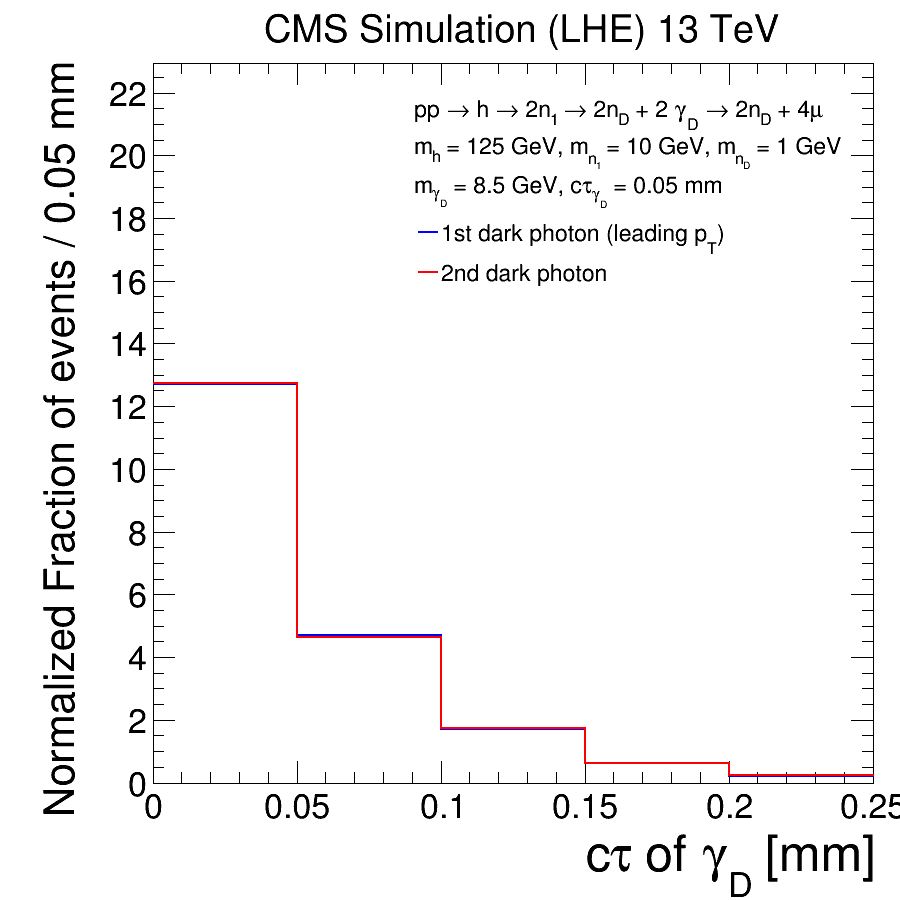 CMS Simulation (LHE) 13 TeV
Normalized Fraction of events / 0.05 mm
22
20
18
16
14
12
10
8
6
4
2
0
pp → h → 2n1 → 2nD + 2 γD → 2nD + 4μ
mh = 125 GeV, mn1 = 10 GeV, mnD = 1 GeV
mγD = 8.5 GeV, cτγD = 0.05 mm
1st dark photon (leading pT)
2nd dark photon
0 0.05 0.1 0.15 0.2 0.25
cτ of γD [mm]